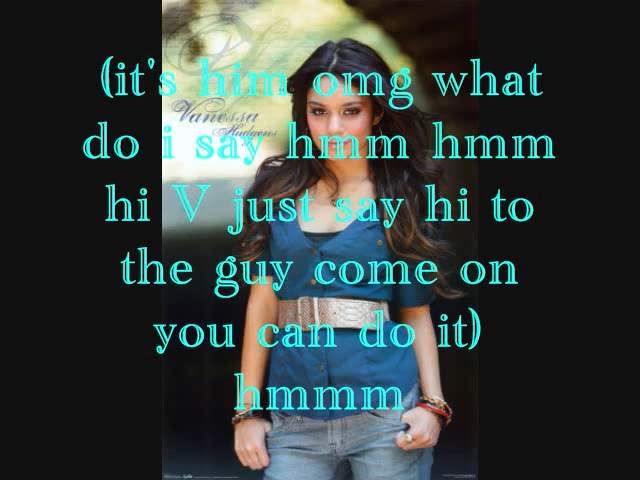 (it's him omg what
Vanessa
Hudgens
do i say hmm hmm
hi V just say hi to
the guy come on
you can do it)
hmmm